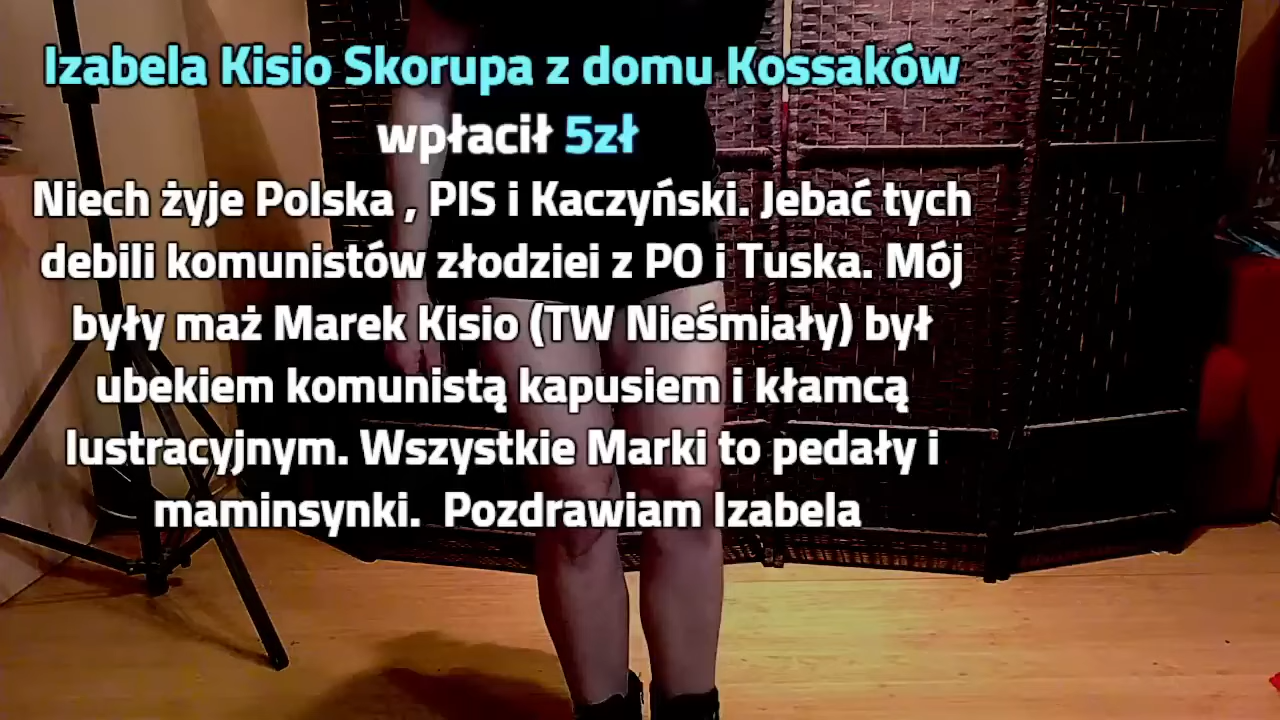 Izabela Kisio Skorupa z domu Kossaków
wpłacił 5zł
Niech żyje Polska , PIS i Kaczyński. Jebać tych
debili komunistów złodziei z PO i Tuska. Mój
były maż Marek Kisio (TW Nieśmiały) był
ubekiem komunistą kapusiem i kłamcą
lustracyjnym. Wszystkie Marki to pedały i
maminsynki.  Pozdrawiam Izabela